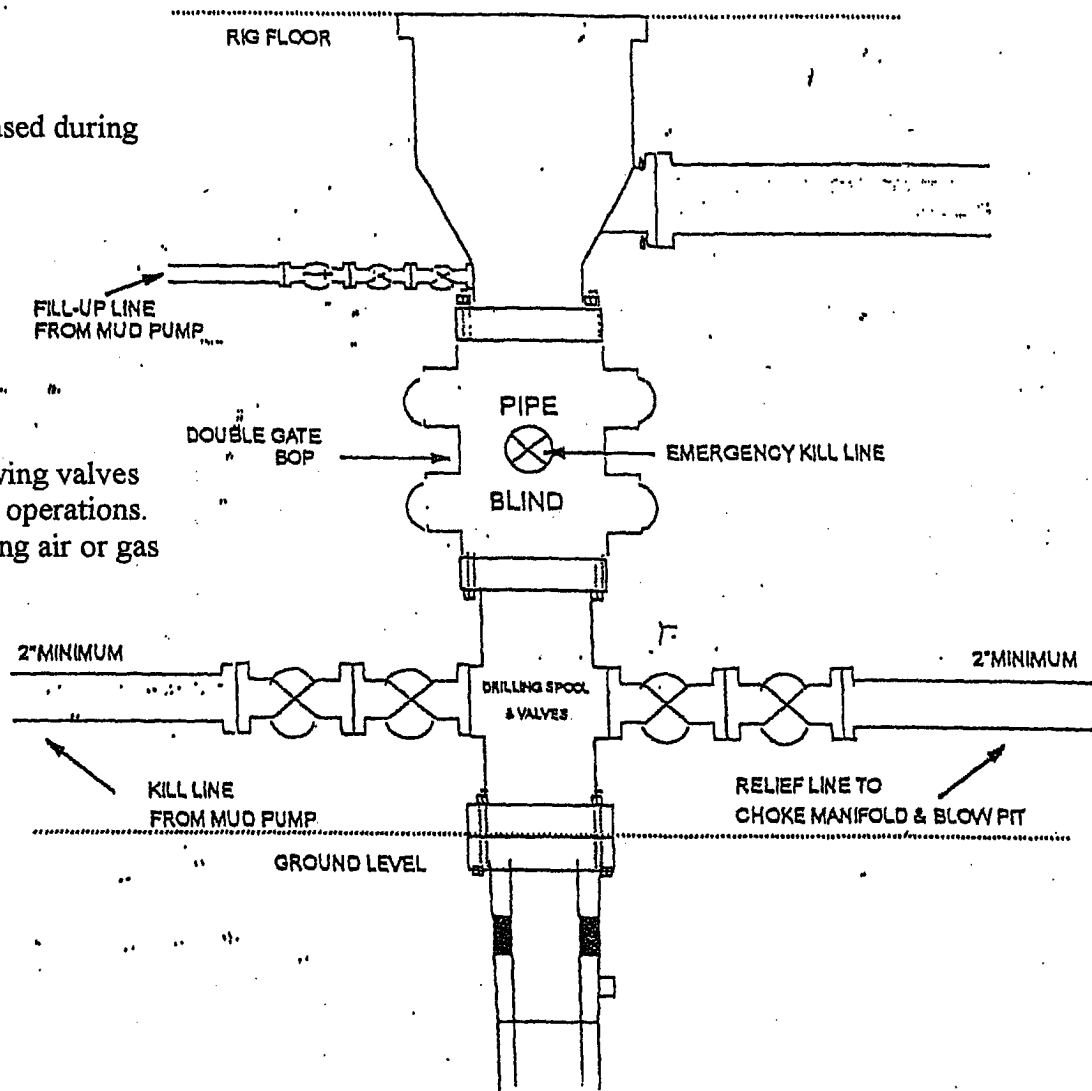 RIG FLOOR
ased during
FILL-UP LINE
FROM MUD PUMP
PIPE
DOUBLE GATE
BOP
EMERGENCY KILL LINE
BLIND
wing valves
operations.
ng air or gas
2" MINIMUM
2" MINIMUM
DRILLING SPOOL
& VALVES
KILL LINE
FROM MUD PUMP
RELIEF LINE TO
CHOKE MANIFOLD & BLOW PIT
GROUND LEVEL